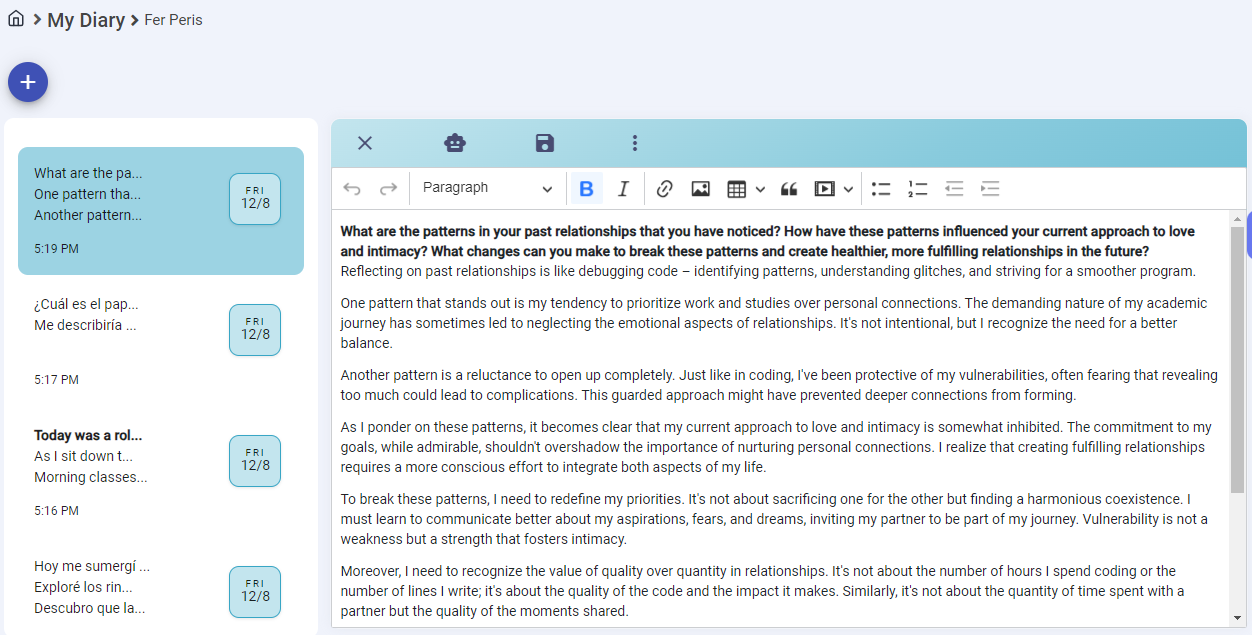 My Diary
Fer Peris
What are the pa...
One pattern tha...
Another pattern...
5:19 PM
FRI
12/8
¿Cuál es el pap...
Me describiría ...
5:17 PM
FRI
12/8
Today was a rol...
As I sit down t...
Morning classes...
5:16 PM
FRI
12/8
Hoy me sumergí ...
Exploré los rin...
Descubro que la...
FRI
12/8
Paragraph
B I
What are the patterns in your past relationships that you have noticed? How have these patterns influenced your current approach to love
and intimacy? What changes can you make to break these patterns and create healthier, more fulfilling relationships in the future?
Reflecting on past relationships is like debugging code – identifying patterns, understanding glitches, and striving for a smoother program.
One pattern that stands out is my tendency to prioritize work and studies over personal connections. The demanding nature of my academic
journey has sometimes led to neglecting the emotional aspects of relationships. It's not intentional, but I recognize the need for a better
balance.
Another pattern is a reluctance to open up completely. Just like in coding, I've been protective of my vulnerabilities, often fearing that revealing
too much could lead to complications. This guarded approach might have prevented deeper connections from forming.
As I ponder on these patterns, it becomes clear that my current approach to love and intimacy is somewhat inhibited. The commitment to my
goals, while admirable, shouldn't overshadow the importance of nurturing personal connections. I realize that creating fulfilling relationships
requires a more conscious effort to integrate both aspects of my life.
To break these patterns, I need to redefine my priorities. It's not about sacrificing one for the other but finding a harmonious coexistence. I
must learn to communicate better about my aspirations, fears, and dreams, inviting my partner to be part of my journey. Vulnerability is not a
weakness but a strength that fosters intimacy.
Moreover, I need to recognize the value of quality over quantity in relationships. It's not about the number of hours I spend coding or the
number of lines I write; it's about the quality of the code and the impact it makes. Similarly, it's not about the quantity of time spent with a
partner but the quality of the moments shared.